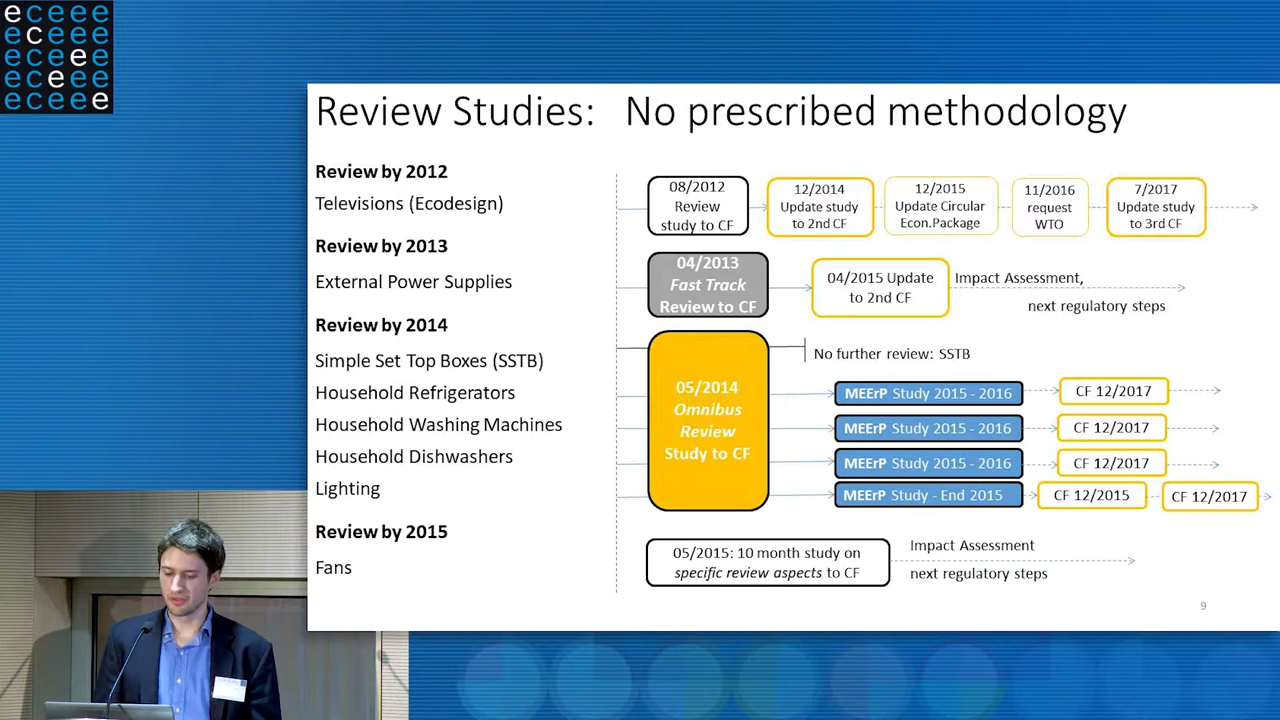 eceee
eceee
eceee
eceee
eceee
Review Studies: No prescribed methodology
Review by 2012
Televisions (Ecodesign)
08/2012
Review
study to CF
12/2014
Update study
to 2nd CF
12/2015
Update Circular
Econ.Package
11/2016
request
WTO
7/2017
Update study
to 3rd CF
Review by 2013
External Power Supplies
04/2013
Fast Track
Review to CF
04/2015 Update
to 2nd CF
Impact Assessment,
next regulatory steps
Review by 2014
Simple Set Top Boxes (SSTB)
Household Refrigerators
Household Washing Machines
Household Dishwashers
Lighting
05/2014
Omnibus
Review
Study to CF
No further review: SSTB
MEErP Study 2015 - 2016
CF 12/2017
MEErP Study 2015 - 2016
CF 12/2017
MEErP Study 2015 - 2016
CF 12/2017
MEErP Study - End 2015
CF 12/2015
CF 12/2017
Review by 2015
Fans
05/2015: 10 month study on
specific review aspects to CF
Impact Assessment
next regulatory steps
9